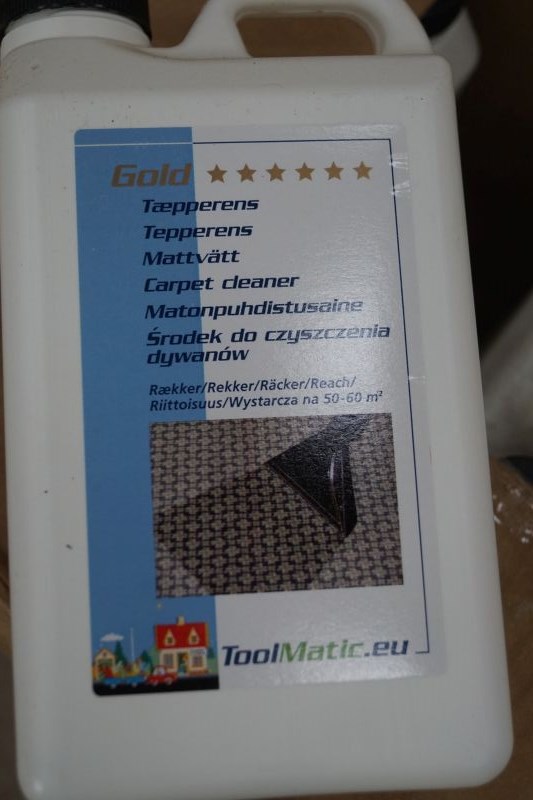 Gold ★★★★★★
Tæpperens
Tepperens
Mattvätt
Carpet cleaner
Matonpuhdistusaine
Środek do czyszczenia
dywanów
Rækker/Rekker/Räcker/Reach/
Riittoisuus/Wystarcza na 50-60 m²
ToolMatic.eu